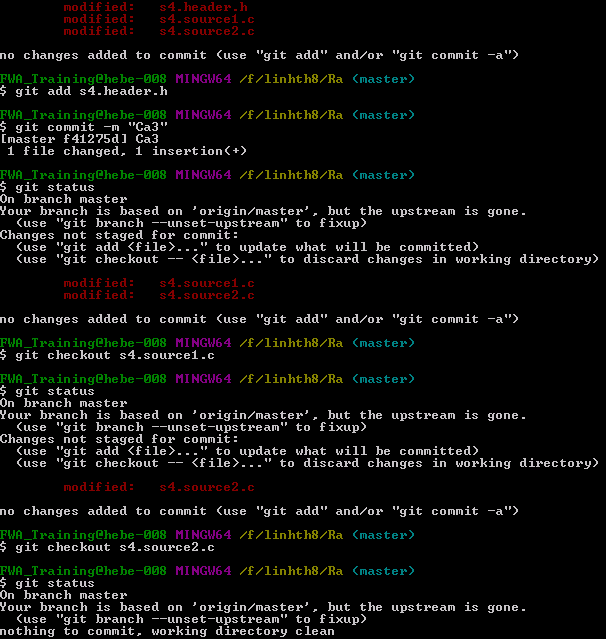 modified:   s4.header.h
modified:   s4.source1.c
modified:   s4.source2.c
no changes added to commit (use "git add" and/or "git commit -a")
FWA_Training@hebe-008 MINGW64 /f/linhth8/Ra (master)
$ git add s4.header.h
FWA_Training@hebe-008 MINGW64 /f/linhth8/Ra (master)
$ git commit -m "Ca3"
[master f41275d] Ca3
 1 file changed, 1 insertion(+)
FWA_Training@hebe-008 MINGW64 /f/linhth8/Ra (master)
$ git status
On branch master
Your branch is based on 'origin/master', but the upstream is gone.
  (use "git branch --unset-upstream" to fixup)
Changes not staged for commit:
  (use "git add <file>..." to update what will be committed)
  (use "git checkout -- <file>..." to discard changes in working directory)
modified:   s4.source1.c
modified:   s4.source2.c
no changes added to commit (use "git add" and/or "git commit -a")
FWA_Training@hebe-008 MINGW64 /f/linhth8/Ra (master)
$ git checkout s4.source1.c
FWA_Training@hebe-008 MINGW64 /f/linhth8/Ra (master)
$ git status
On branch master
Your branch is based on 'origin/master', but the upstream is gone.
  (use "git branch --unset-upstream" to fixup)
Changes not staged for commit:
  (use "git add <file>..." to update what will be committed)
  (use "git checkout -- <file>..." to discard changes in working directory)
modified:   s4.source2.c
no changes added to commit (use "git add" and/or "git commit -a")
FWA_Training@hebe-008 MINGW64 /f/linhth8/Ra (master)
$ git checkout s4.source2.c
FWA_Training@hebe-008 MINGW64 /f/linhth8/Ra (master)
$ git status
On branch master
Your branch is based on 'origin/master', but the upstream is gone.
  (use "git branch --unset-upstream" to fixup)
nothing to commit, working directory clean